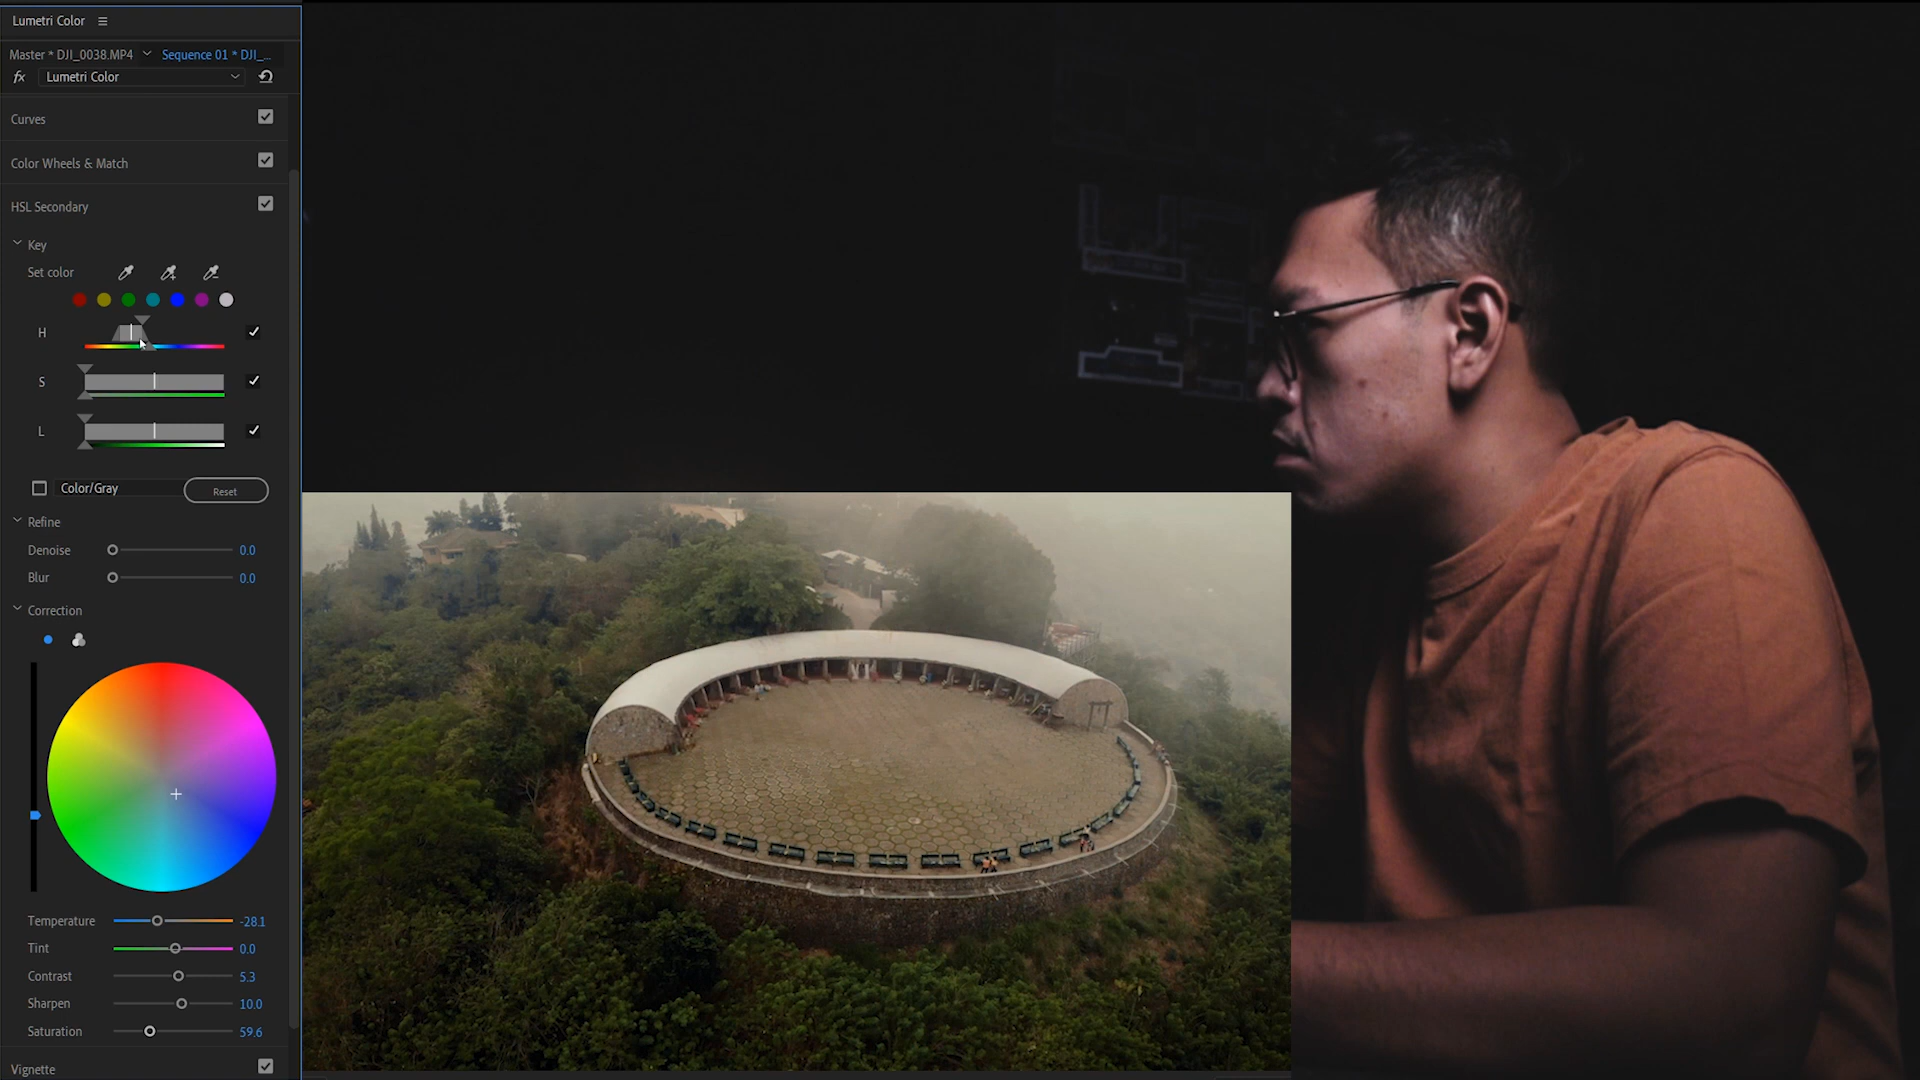 Lumetri Color
Master * DJI_0038.MP4
Sequence 01 * DJI_...
fx Lumetri Color
Curves
Color Wheels & Match
HSL Secondary
Key
Set color
H
S
L
Color/Gray
Reset
Refine
Denoise 0.0
Blur 0.0
Correction
Temperature -28.1
Tint 0.0
Contrast 5.3
Sharpen 10.0
Saturation 59.6
Vignette